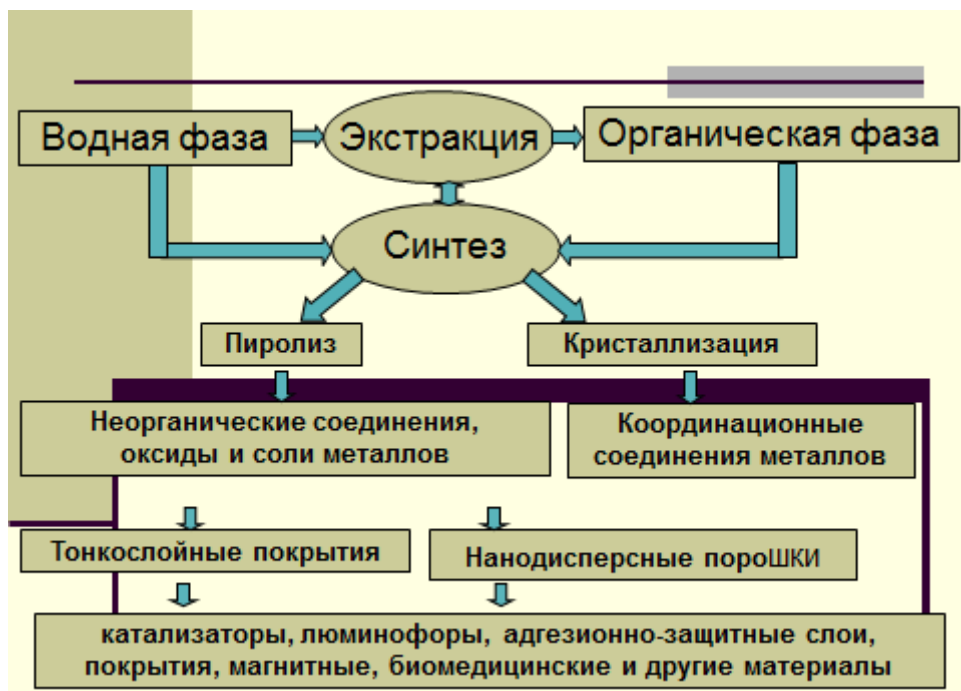 Водная фаза
Экстракция
Органическая фаза
Синтез
Пиролиз
Кристаллизация
Неорганические соединения,
оксиды и соли металлов
Координационные
соединения металлов
Тонкослойные покрытия
Нанодисперсные пороШКИ
катализаторы, люминофоры, адгезионно-защитные слои,
покрытия, магнитные, биомедицинские и другие материалы